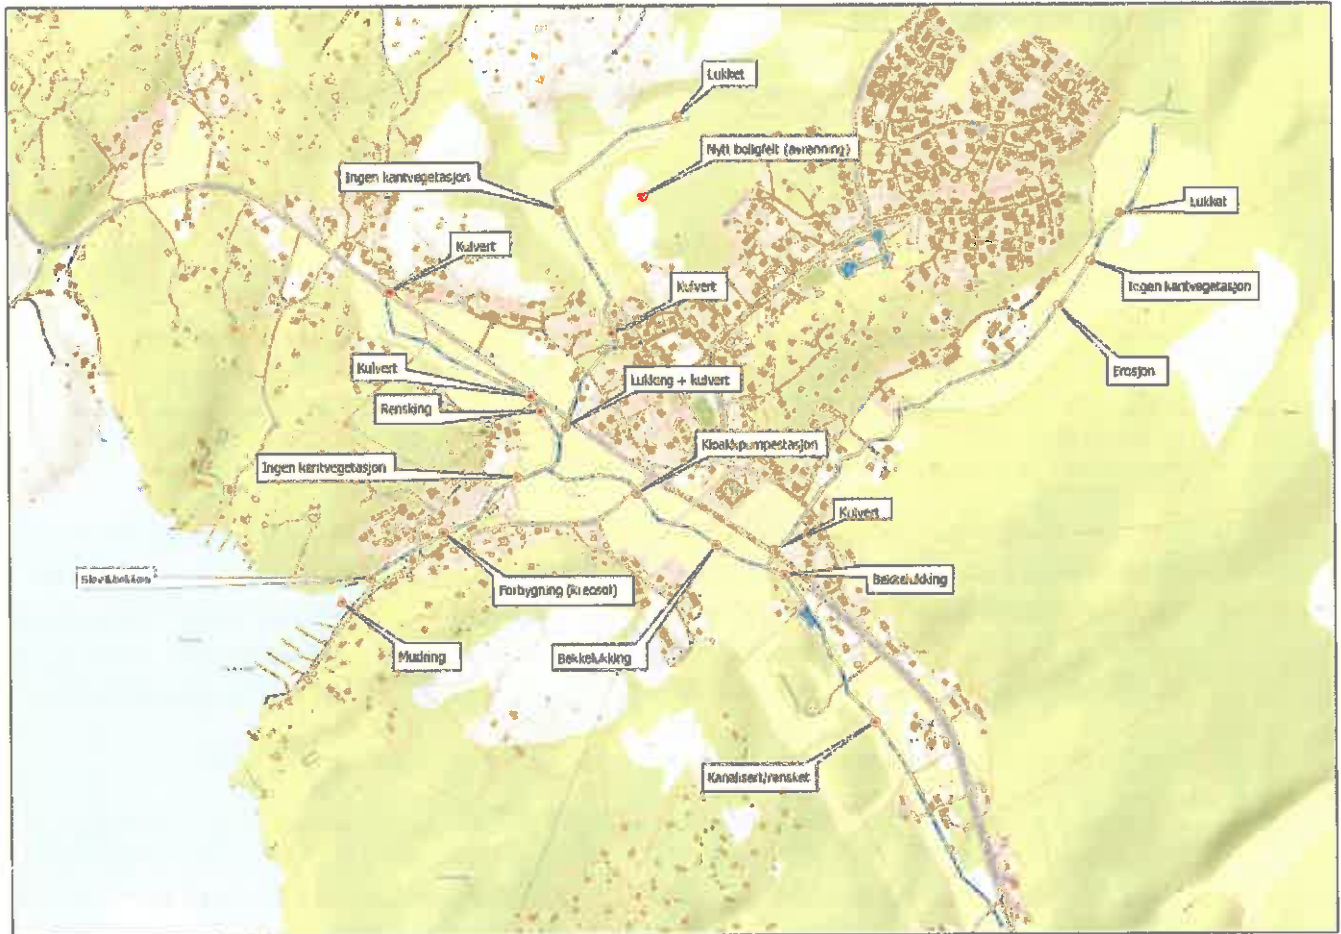 Lukket
Nytt boligfelt (avrenning)
Ingen kantvegetasjon
Lukket
Kulvert
Kulvert
Ingen kantvegetasjon
Kulvert
Lukking + kulvert
Erosjon
Rensking
Kloakkpumpestasjon
Ingen kantvegetasjon
Kulvert
Bekkelukking
Forbygning (kreosol)
Mudring
Bekkelukking
Kanalisert/rensket